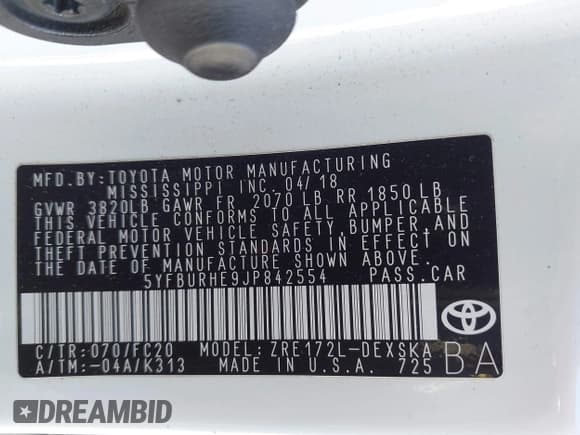 MFD. BY: TOYOTA MOTOR MANUFACTURING
MISSISSIPPI INC. 04/18
GVWR 3820LB GAWR FR 2070 LB RR 1850 LB
THIS VEHICLE CONFORMS TO ALL APPLICABLE
FEDERAL MOTOR VEHICLE SAFETY, BUMPER, AND
THEFT PREVENTION STANDARDS IN EFFECT ON
THE DATE OF MANUFACTURE SHOWN ABOVE.
5YFBURHE9JP842554 PASS. CAR
C/TR: 070/FC20 MODEL: ZRE172L-DEXSKA
A/TM: -04A/K313 MADE IN U.S.A. 725
BA
DREAMBID